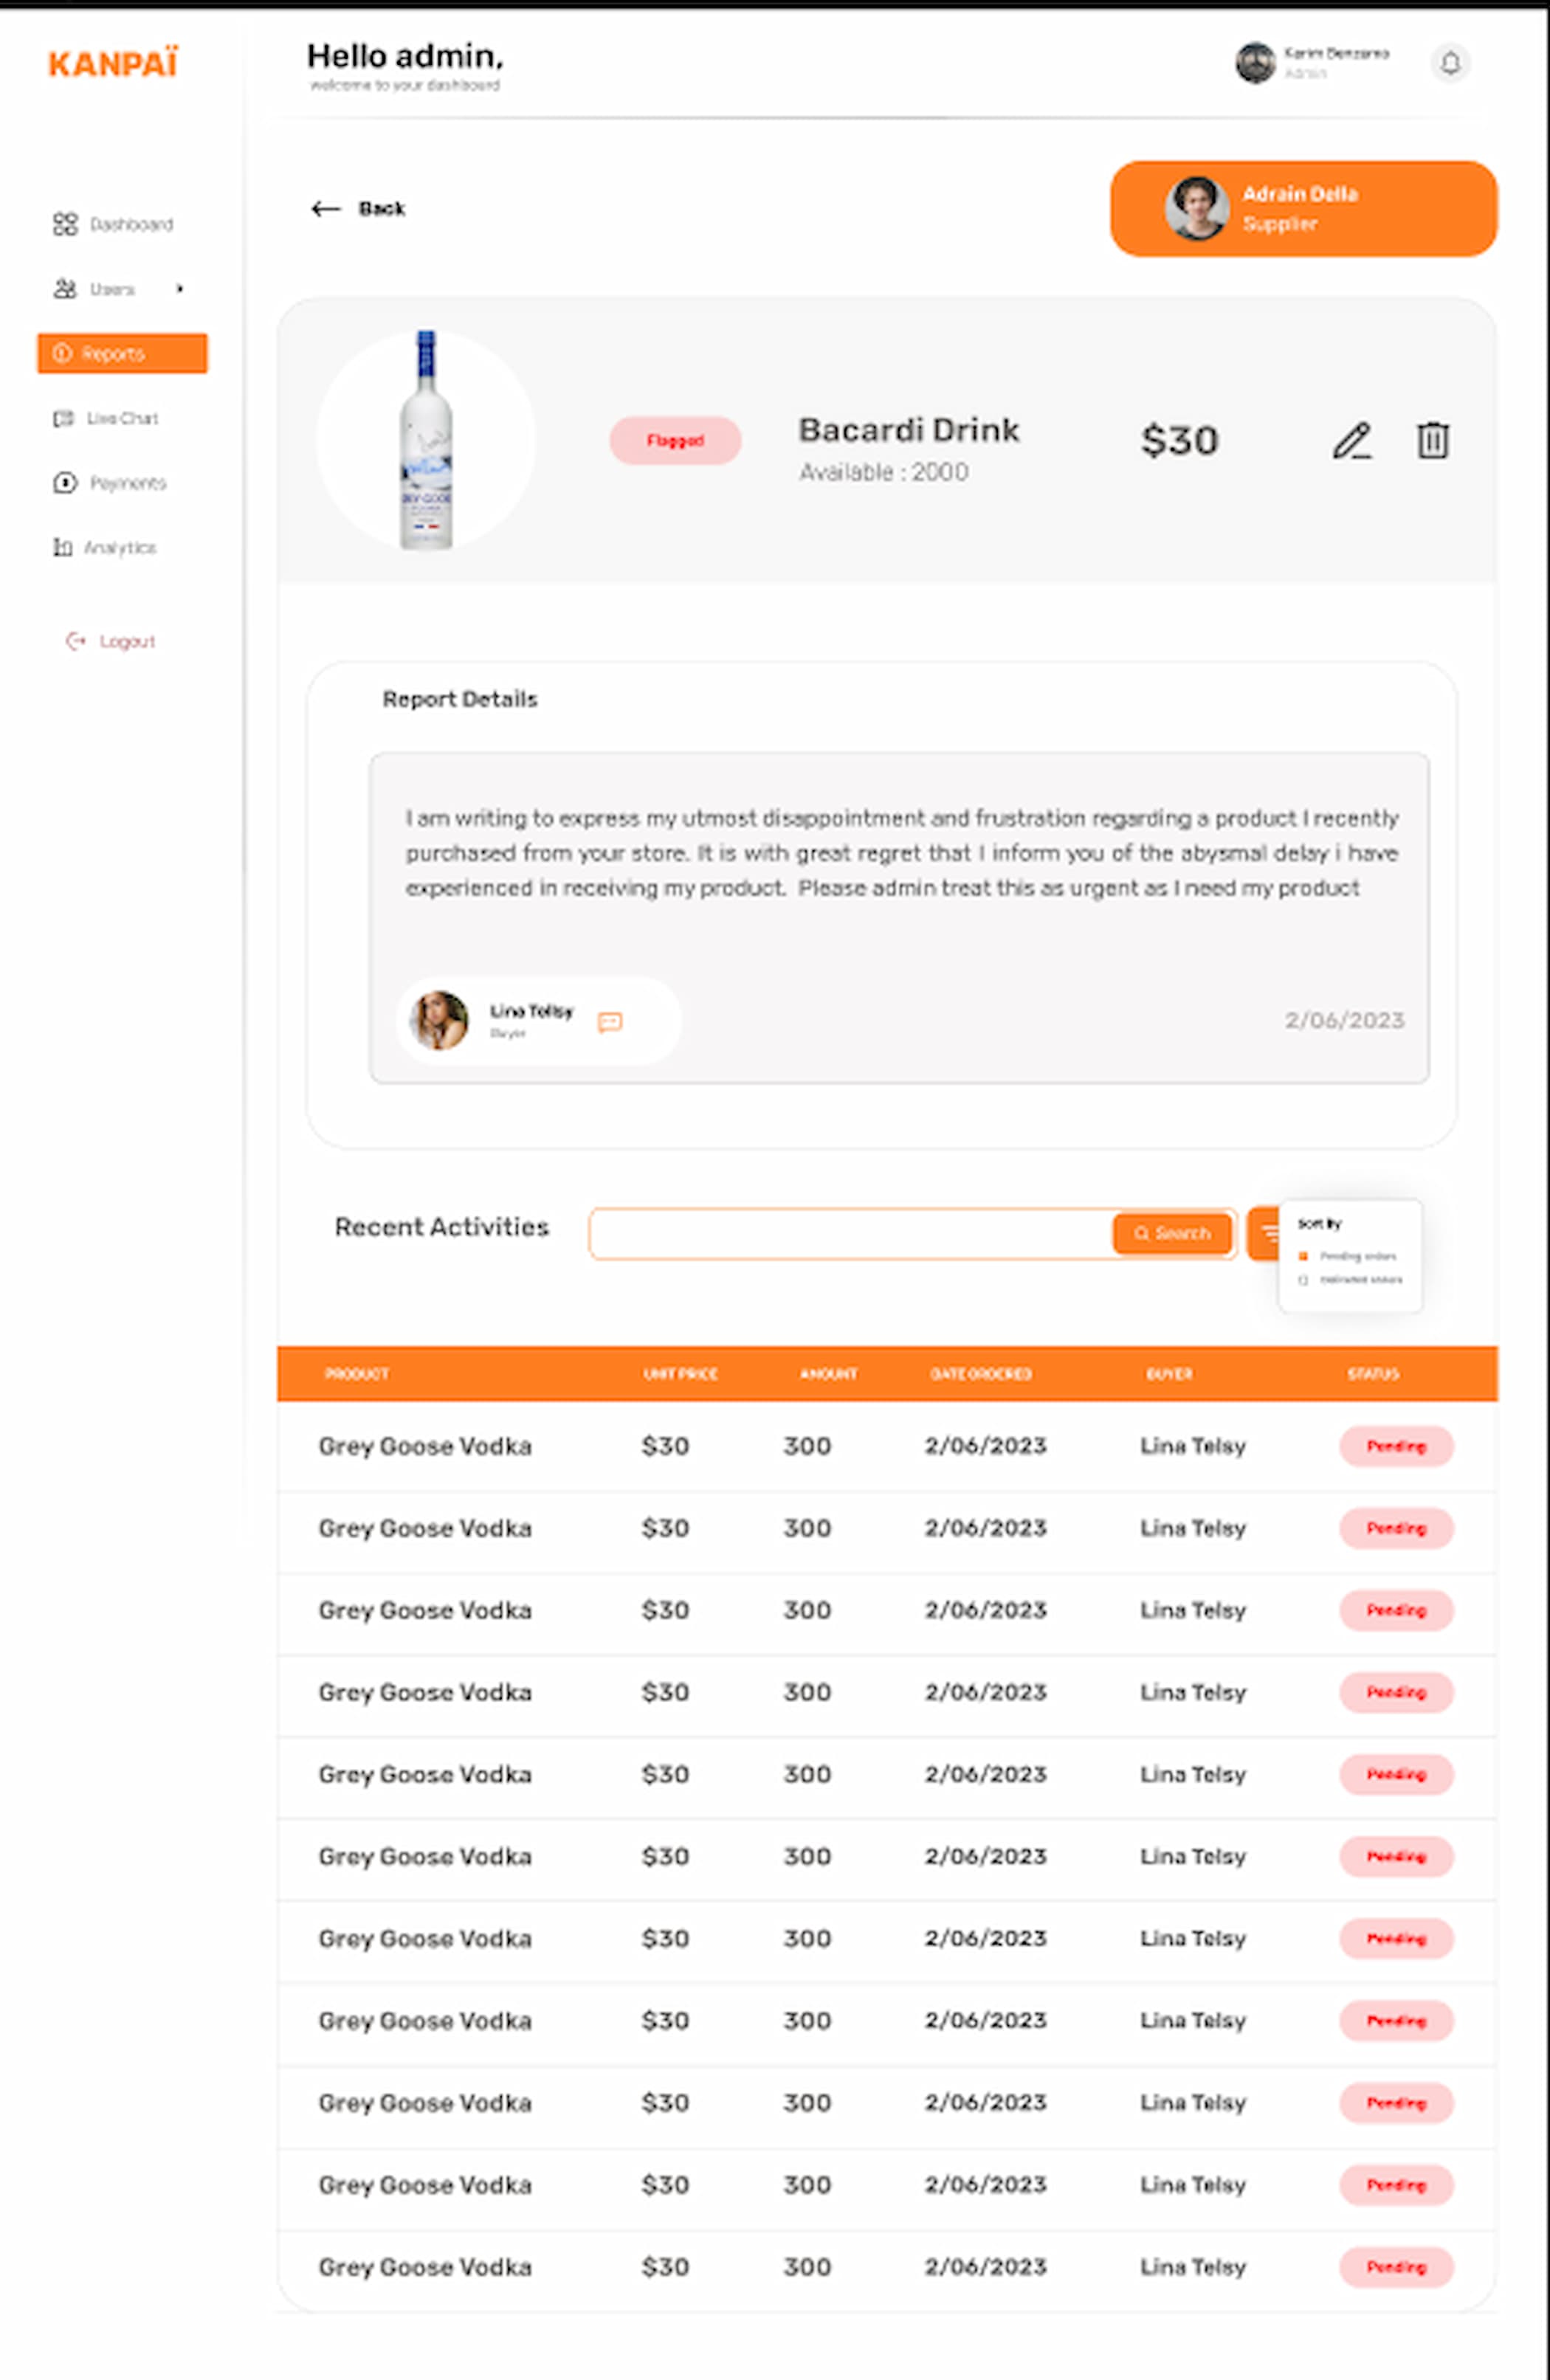 KANPAÏ
Hello admin,
welcome to your dashboard
Karim Benzama
Admin
Back
Adrain Della
Supplier
Dashboard
Users
Reports
Live Chat
Payments
Analytics
Logout
Flagged
Bacardi Drink
Available : 2000
$30
GREY GOOSE
Report Details
I am writing to express my utmost disappointment and frustration regarding a product I recently
purchased from your store. It is with great regret that I inform you of the abysmal delay i have
experienced in receiving my product. Please admin treat this as urgent as I need my product
Lina Tellsy
Buyer
2/06/2023
Recent Activities
Search
Sort By
Pending orders
Delivered orders
PRODUCT UNIT PRICE AMOUNT DATE ORDERED BUYER STATUS
Grey Goose Vodka $30 300 2/06/2023 Lina Telsy Pending
Grey Goose Vodka $30 300 2/06/2023 Lina Telsy Pending
Grey Goose Vodka $30 300 2/06/2023 Lina Telsy Pending
Grey Goose Vodka $30 300 2/06/2023 Lina Telsy Pending
Grey Goose Vodka $30 300 2/06/2023 Lina Telsy Pending
Grey Goose Vodka $30 300 2/06/2023 Lina Telsy Pending
Grey Goose Vodka $30 300 2/06/2023 Lina Telsy Pending
Grey Goose Vodka $30 300 2/06/2023 Lina Telsy Pending
Grey Goose Vodka $30 300 2/06/2023 Lina Telsy Pending
Grey Goose Vodka $30 300 2/06/2023 Lina Telsy Pending
Grey Goose Vodka $30 300 2/06/2023 Lina Telsy Pending